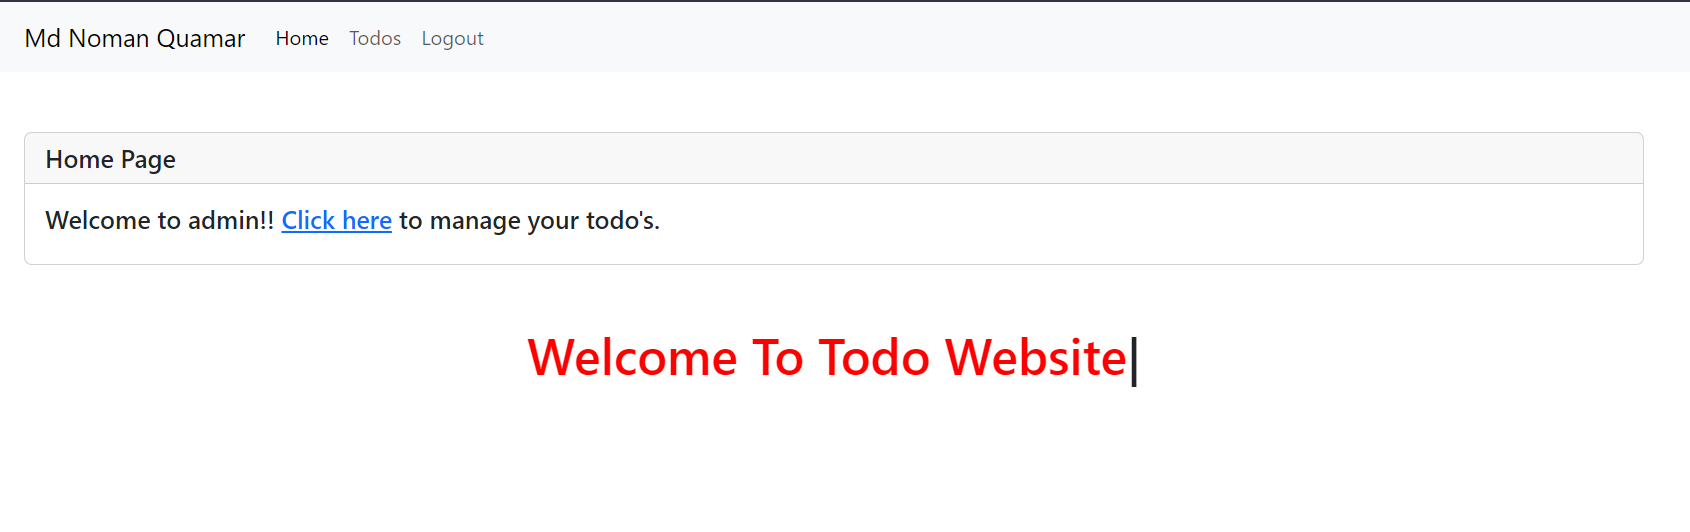 Md Noman Quamar Home Todos Logout
Home Page
Welcome to admin!! Click here to manage your todo's.
Welcome To Todo Website|